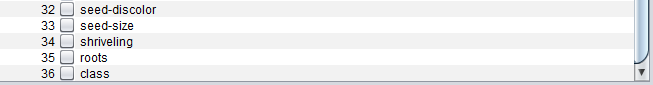 32 seed-discolor
33 seed-size
34 shriveling
35 roots
36 class